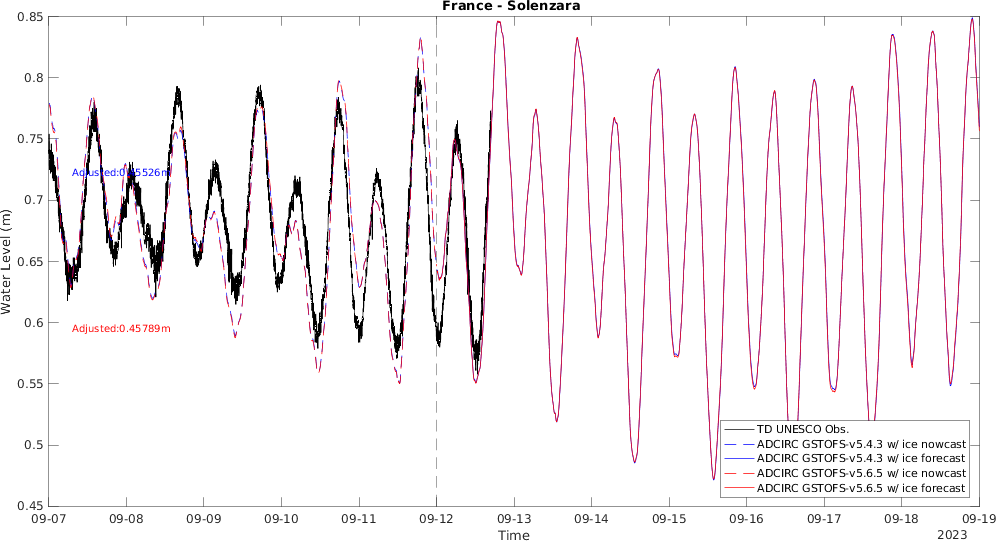 France - Solenzara
0.85
0.8
0.75
0.7
0.65
0.6
0.55
0.5
0.45
Water Level (m)
Adjusted:0.45526m
Adjusted:0.45789m
TD UNESCO Obs.
ADCIRC GSTOFS-v5.4.3 w/ ice nowcast
ADCIRC GSTOFS-v5.4.3 w/ ice forecast
ADCIRC GSTOFS-v5.6.5 w/ ice nowcast
ADCIRC GSTOFS-v5.6.5 w/ ice forecast
09-07 09-08 09-09 09-10 09-11 09-12 09-13 09-14 09-15 09-16 09-17 09-18 09-19
Time
2023